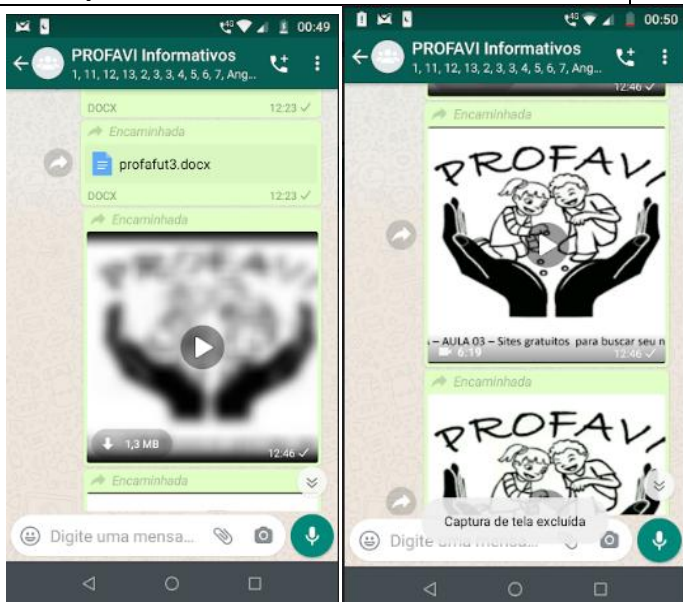 00:49
PROFAVI Informativos
1, 11, 12, 13, 2, 3, 3, 4, 5, 6, 7, Ang...
DOCX 12:23
Encaminhada
profafut3.docx
DOCX 12:23
Encaminhada
1,3 MB
12:46
Encaminhada
Digite uma mensa...
00:50
PROFAVI Informativos
1, 11, 12, 13, 2, 3, 3, 4, 5, 6, 7, Ang...
12:46
Encaminhada
PROFAVI
– AULA 03 – Sites gratuitos para buscar seu n
6:19 12:46
Encaminhada
PROFAVI
Captura de tela excluída
Digite uma mensa...